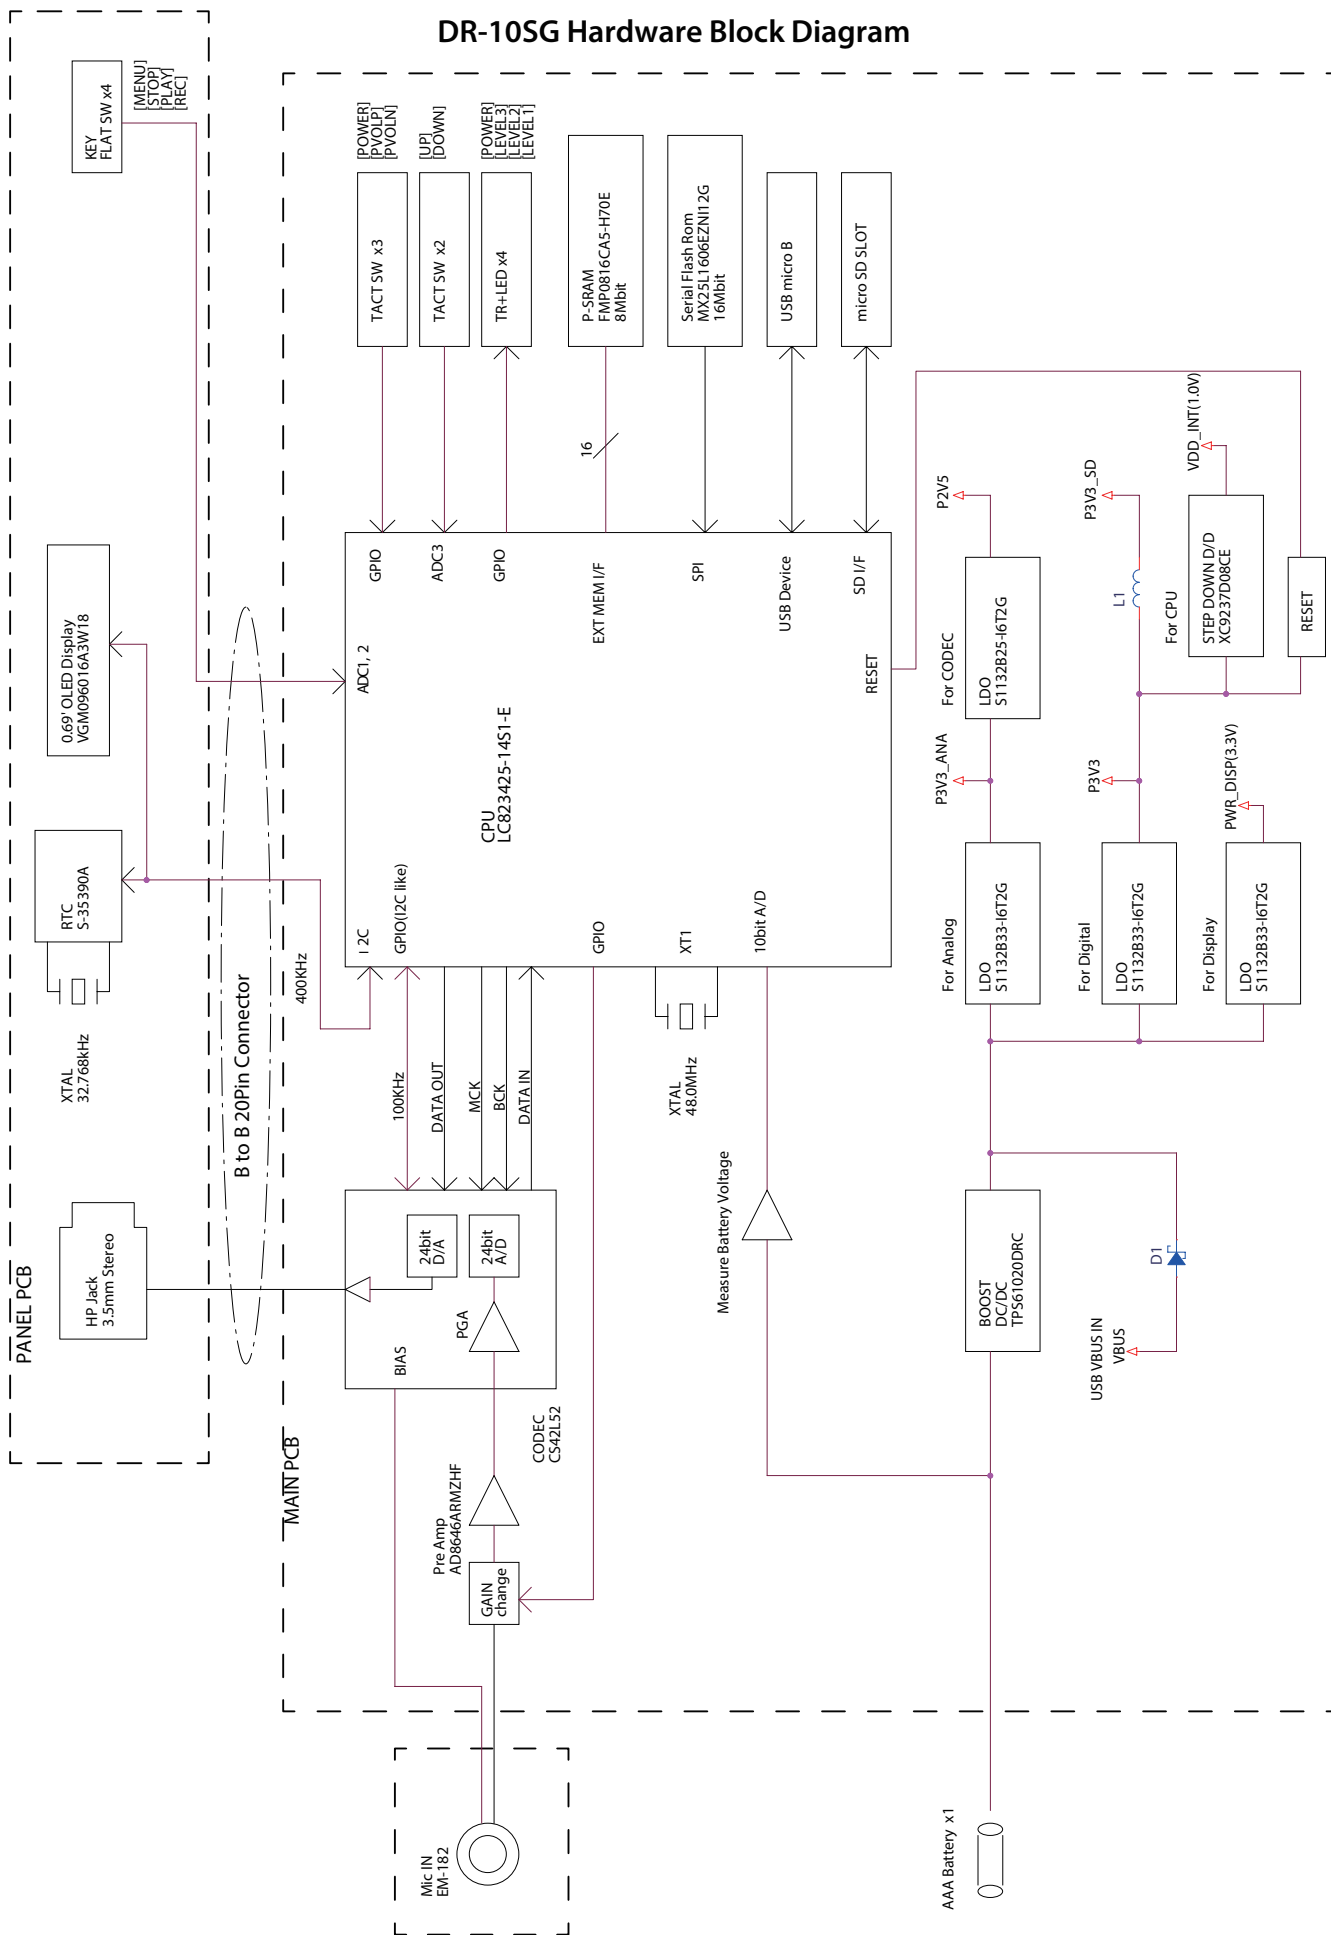 DR-10SG Hardware Block Diagram
PANEL PCB
HP Jack
3.5mm Stereo
XTAL
32.768kHz
RTC
S-35390A
0.69' OLED Display
VGM096016A3W18
KEY
FLAT SW x4
[MENU]
[STOP]
[PLAY]
[REC]
B to B 20Pin Connector
400KHz
MAIN PCB
Mic IN
EM-182
GAIN
change
Pre Amp
AD8646ARMZHF
CODEC
CS42L52
BIAS
PGA
24bit
D/A
24bit
A/D
100KHz
DATA OUT
MCK
BCK
DATA IN
XTAL
48.0MHz
Measure Battery Voltage
I 2C
GPIO(I2C like)
GPIO
XT1
10bit A/D
CPU
LC823425-14S1-E
ADC1, 2
GPIO
ADC3
GPIO
EXT MEM I/F
SPI
USB Device
SD I/F
RESET
16
TACT SW x3
[POWER]
[PVOLP]
[PVOLN]
TACT SW x2
[UP]
[DOWN]
TR+LED x4
[POWER]
[LEVEL3]
[LEVEL2]
[LEVEL1]
P-SRAM
FMP0816CA5-H70E
8Mbit
Serial Flash Rom
MX25L1606EZNI12G
16Mbit
USB micro B
micro SD SLOT
AAA Battery x1
BOOST
DC/DC
TPS61020DRC
USB VBUS IN
VBUS
D1
For Analog
LDO
S1132B33-I6T2G
P3V3_ANA
For CODEC
LDO
S1132B25-I6T2G
P2V5
For Digital
LDO
S1132B33-I6T2G
P3V3
L1
P3V3_SD
For Display
LDO
S1132B33-I6T2G
PWR_DISP(3.3V)
For CPU
STEP DOWN D/D
XC9237D08CE
VDD_INT(1.0V)
RESET